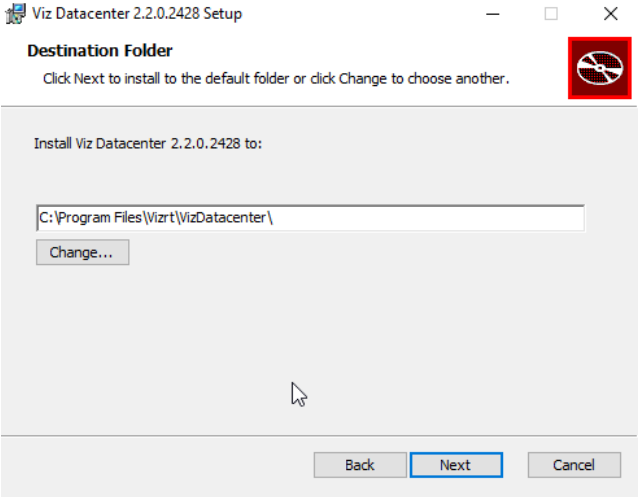 Viz Datacenter 2.2.0.2428 Setup
Destination Folder
Click Next to install to the default folder or click Change to choose another.
Install Viz Datacenter 2.2.0.2428 to:
C:\Program Files\Vizrt\VizDatacenter\
Change...
Back Next Cancel